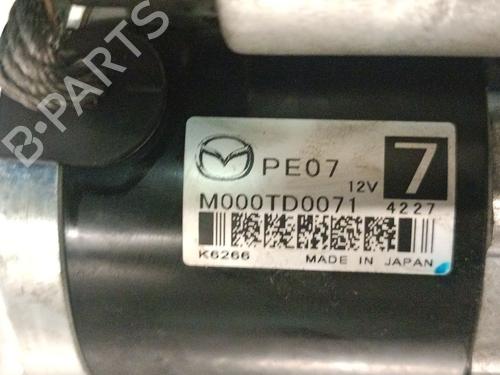 B-PARTS
PE07
12V
7
M000TD0071
4227
K6266
MADE IN JAPAN